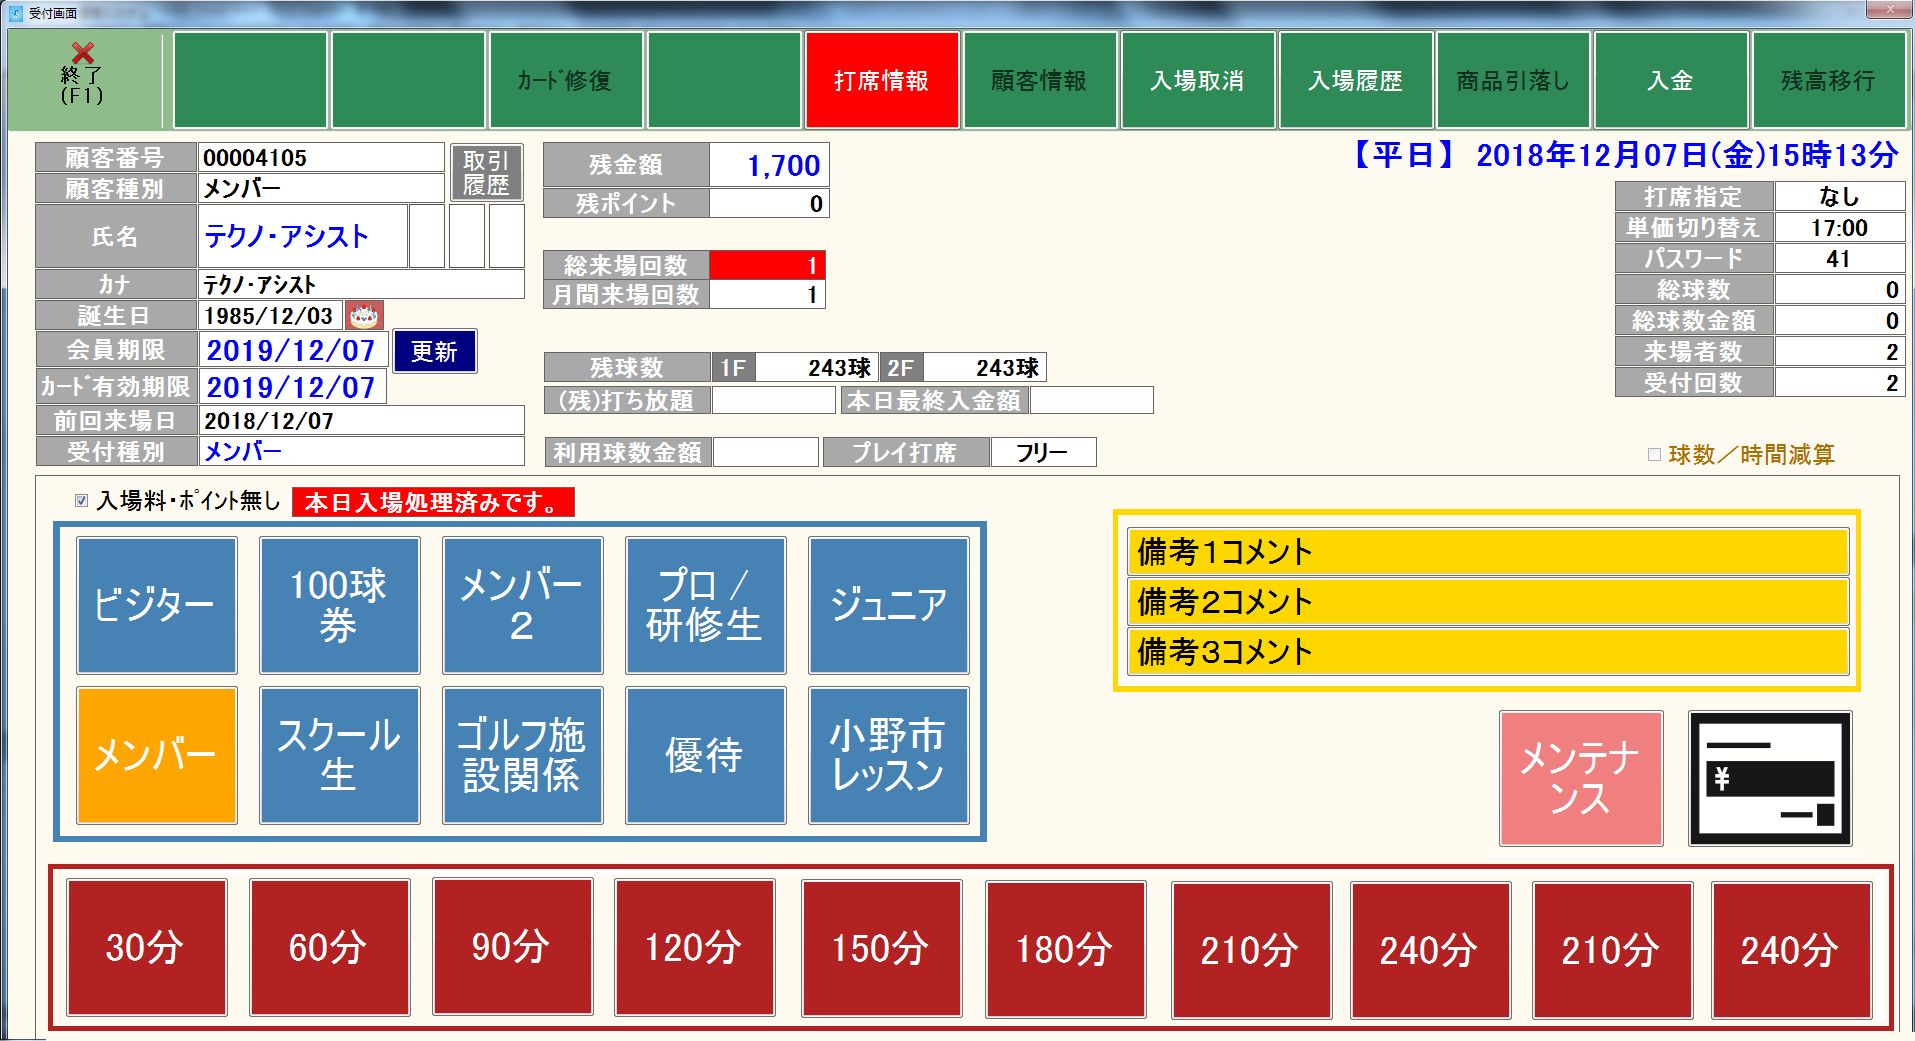 受付画面
終了
(F1)
ｶｰﾄﾞ修復
打席情報
顧客情報
入場取消
入場履歴
商品引落し
入金
残高移行
【平日】 2018年12月07日(金)15時13分
顧客番号 00004105
取引
履歴
顧客種別 メンバー
氏名 テクノ・アシスト
カナ ﾃｸﾉ・ｱｼｽﾄ
誕生日 1985/12/03
会員期限 2019/12/07 更新
ｶｰﾄﾞ有効期限 2019/12/07
前回来場日 2018/12/07
受付種別 メンバー
残金額 1,700
残ポイント 0
総来場回数 1
月間来場回数 1
残球数 1F 243球 2F 243球
(残)打ち放題 本日最終入金額
利用球数金額 プレイ打席 フリー
打席指定 なし
単価切り替え 17:00
パスワード 41
総球数 0
総球数金額 0
来場者数 2
受付回数 2
球数／時間減算
入場料・ﾎﾟｲﾝﾄ無し 本日入場処理済みです。
ビジター
100球
券
メンバー
２
プロ /
研修生
ジュニア
メンバー
スクール
生
ゴルフ施
設関係
優待
小野市
レッスン
備考１コメント
備考２コメント
備考３コメント
メンテナ
ンス
¥
30分
60分
90分
120分
150分
180分
210分
240分
210分
240分